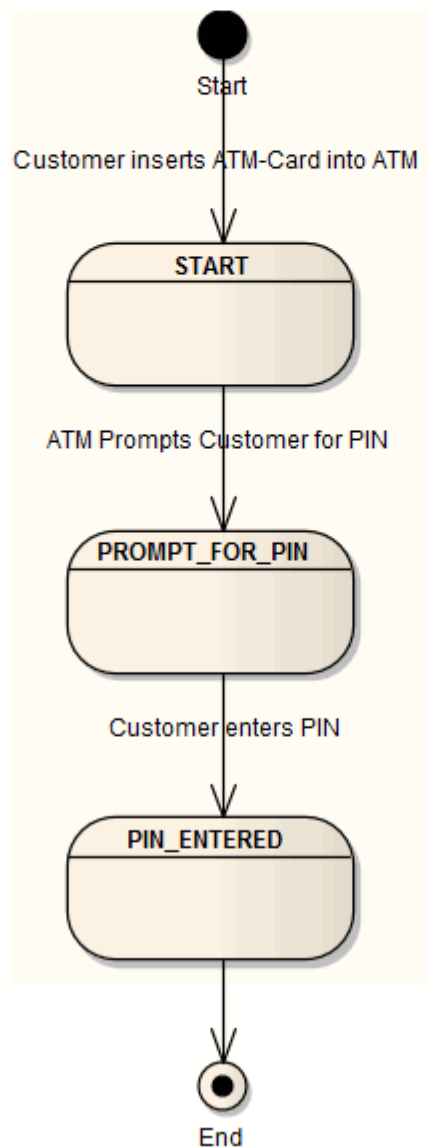 Start
Customer inserts ATM-Card into ATM
START
ATM Prompts Customer for PIN
PROMPT_FOR_PIN
Customer enters PIN
PIN_ENTERED
End